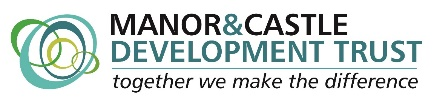 MANOR&CASTLE
DEVELOPMENT TRUST
together we make the difference